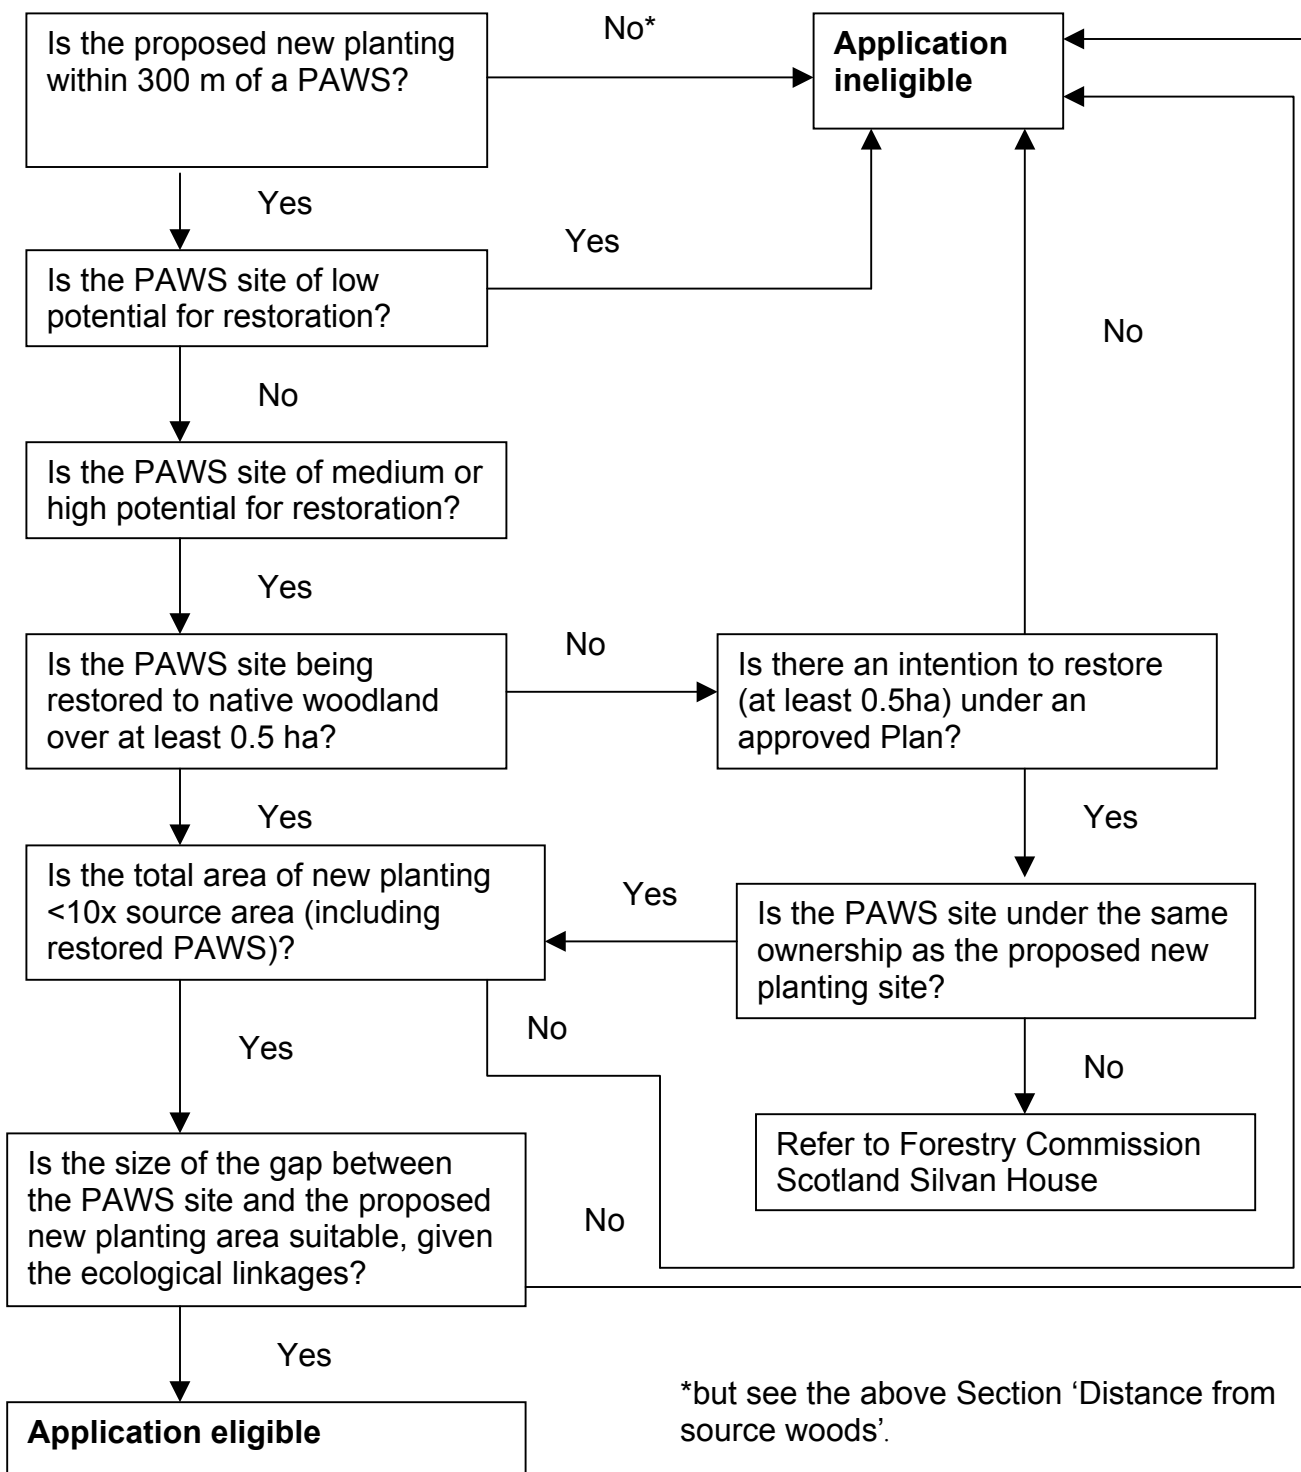 Is the proposed new planting
within 300 m of a PAWS?
No*
Application
ineligible
Yes
Yes
Is the PAWS site of low
potential for restoration?
No
No
Is the PAWS site of medium or
high potential for restoration?
Yes
Is the PAWS site being
restored to native woodland
over at least 0.5 ha?
No
Is there an intention to restore
(at least 0.5ha) under an
approved Plan?
Yes
Yes
Is the total area of new planting
<10x source area (including
restored PAWS)?
Yes
Is the PAWS site under the same
ownership as the proposed new
planting site?
No
Yes
No
Refer to Forestry Commission
Scotland Silvan House
Is the size of the gap between
the PAWS site and the proposed
new planting area suitable, given
the ecological linkages?
No
Yes
*but see the above Section ‘Distance from
source woods’.
Application eligible